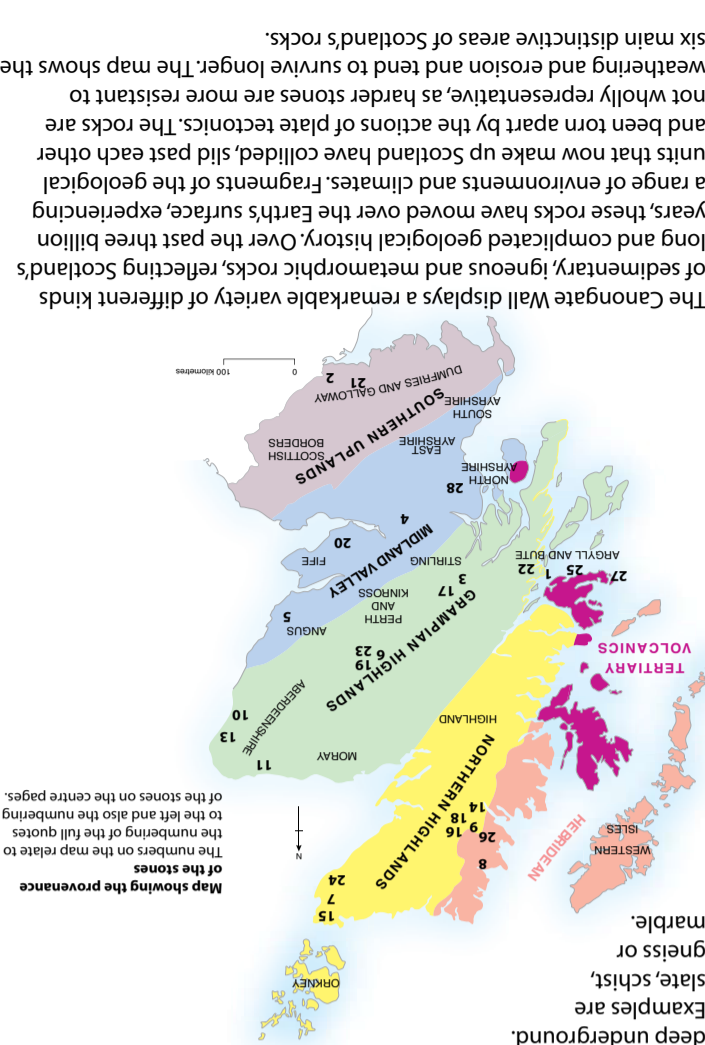 deep underground.
Examples are
slate, schist,
gneiss or
marble.
ORKNEY
15
7
24
WESTERN
ISLES
HEBRIDEAN
8
26
9
16
18
14
NORTHERN HIGHLANDS
HIGHLAND
N
Map showing the provenance
of the stones
The numbers on the map relate to
the numbering of the full quotes
to the left and also the numbering
of the stones on the centre pages.
MORAY
11
13
10
ABERDEENSHIRE
TERTIARY
VOLCANICS
GRAMPIAN HIGHLANDS
19
6 23
ANGUS
5
PERTH
AND
KINROSS
17
3
27
25
1
22
ARGYLL AND BUTE
STIRLING
MIDLAND VALLEY
FIFE
20
4
28
NORTH
AYRSHIRE
EAST
AYRSHIRE
SOUTH
AYRSHIRE
SCOTTISH
BORDERS
SOUTHERN UPLANDS
DUMFRIES AND GALLOWAY
21
2
0
100 kilometres
The Canongate Wall displays a remarkable variety of different kinds
of sedimentary, igneous and metamorphic rocks, reflecting Scotland's
long and complicated geological history. Over the past three billion
years, these rocks have moved over the Earth's surface, experiencing
a range of environments and climates. Fragments of the geological
units that now make up Scotland have collided, slid past each other
and been torn apart by the actions of plate tectonics. The rocks are
not wholly representative, as harder stones are more resistant to
weathering and erosion and tend to survive longer. The map shows the
six main distinctive areas of Scotland's rocks.